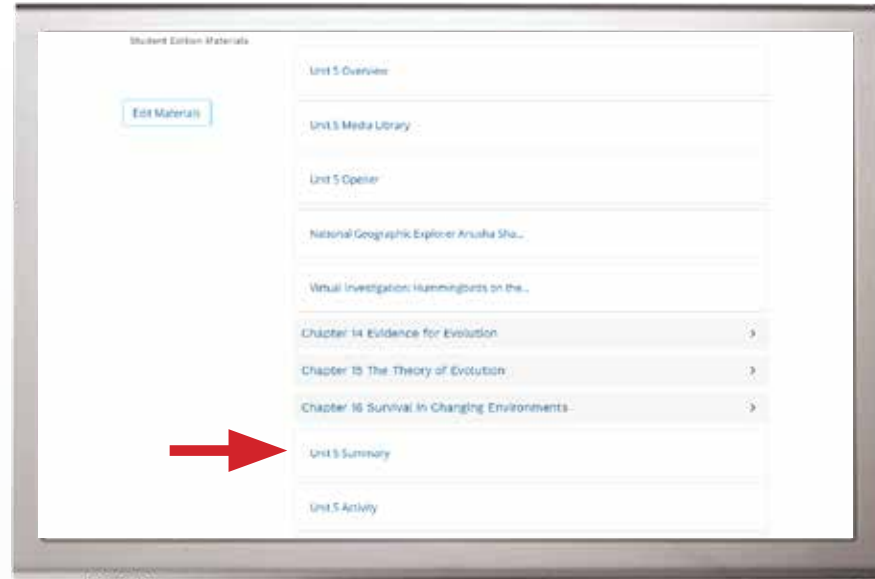 Student Edition Materials
Unit 5 Overview
Edit Materials
Unit 5 Media Library
Unit 5 Opener
National Geographic Explorer Anusha Sha...
Virtual Investigation: Hummingbirds on the...
Chapter 14 Evidence for Evolution
Chapter 15 The Theory of Evolution
Chapter 16 Survival in Changing Environments
Unit 5 Summary
Unit 5 Activity